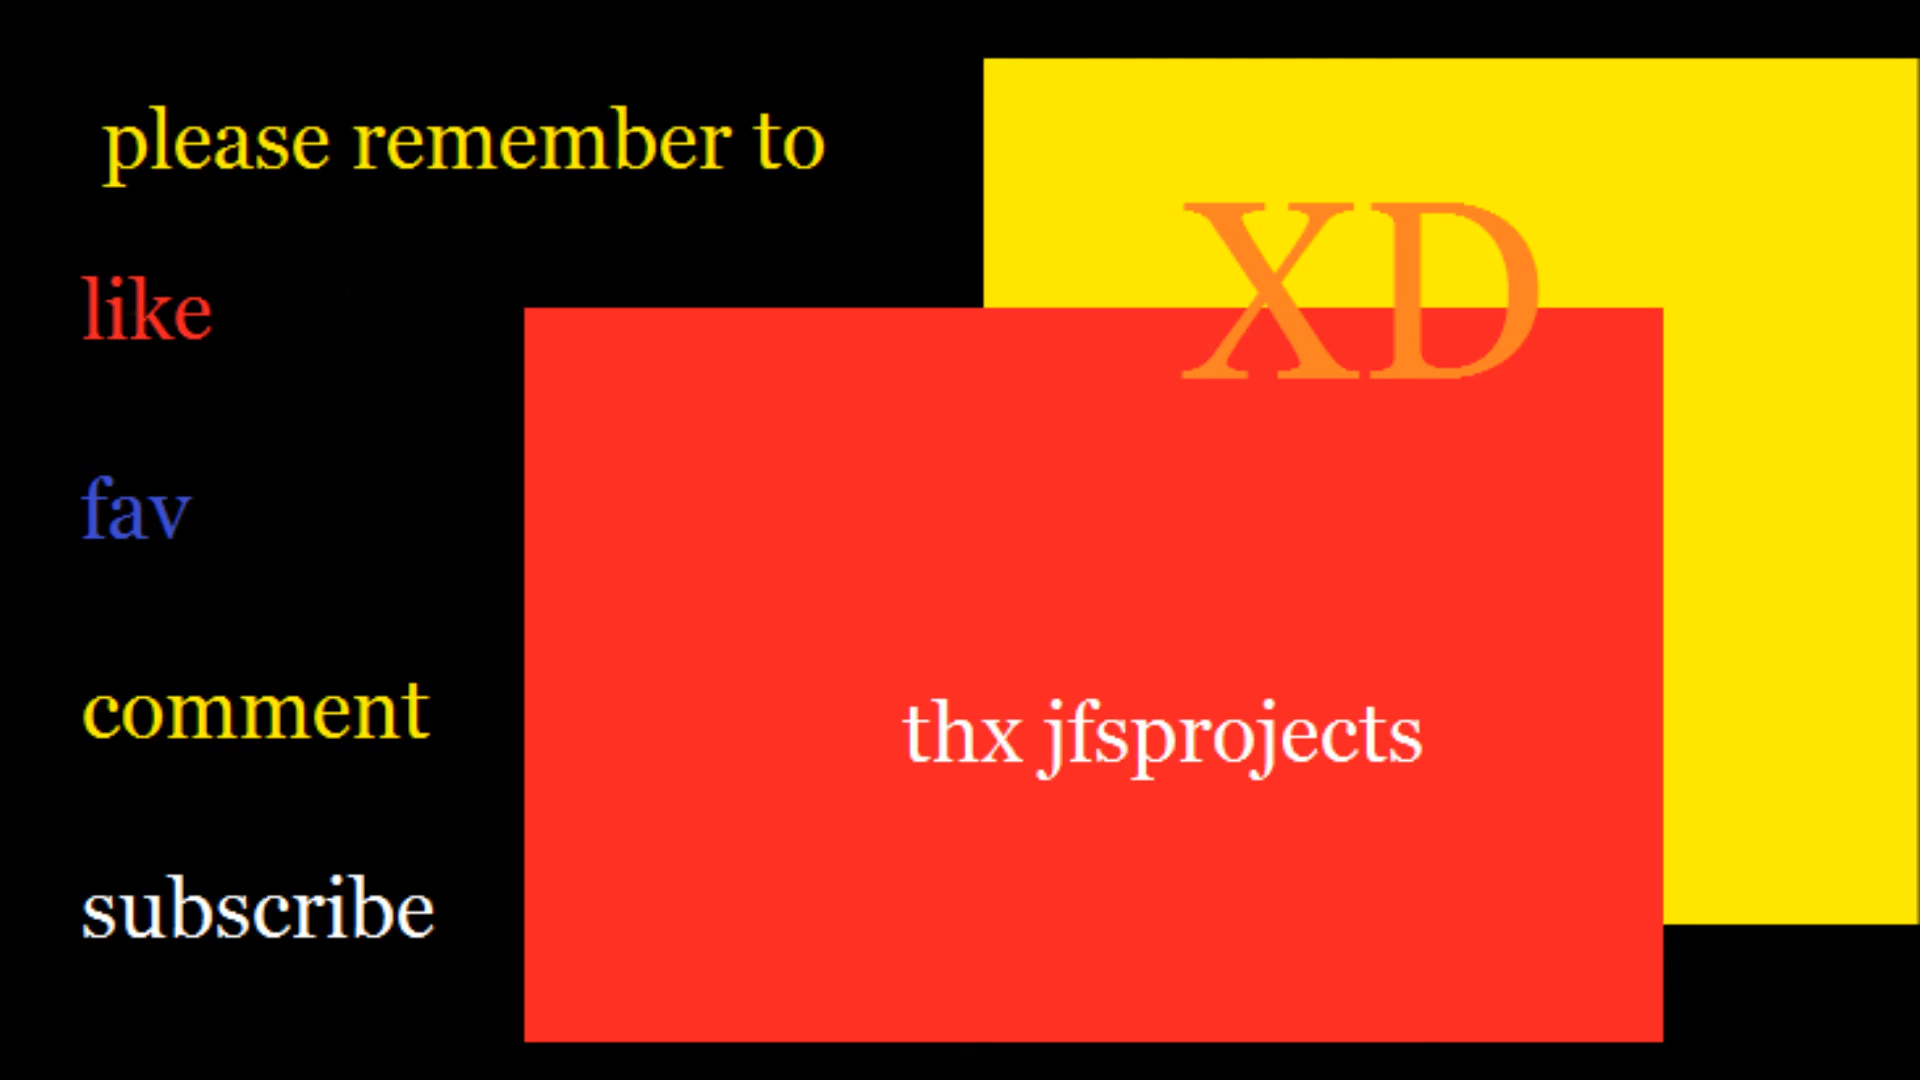 please remember to
XD
like
fav
comment
thx jfsprojects
subscribe